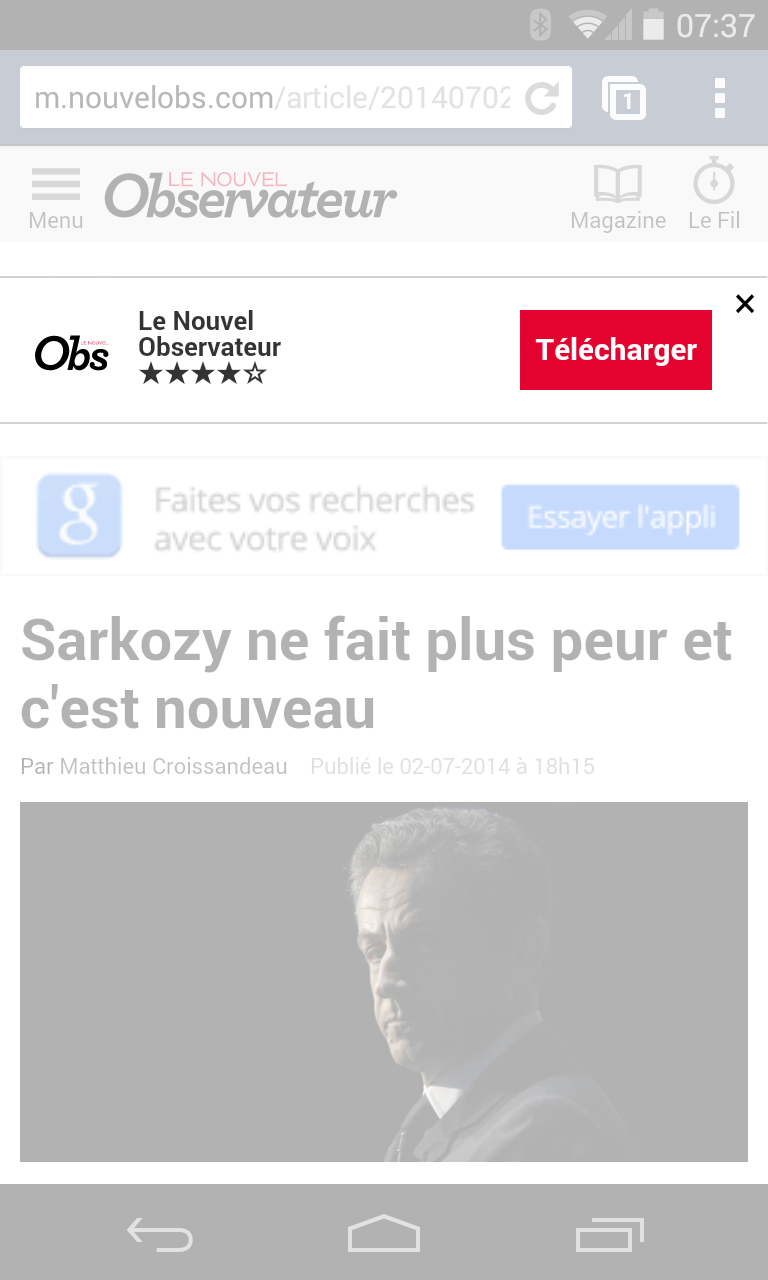 07:37
m.nouvelobs.com/article/20140702
1
LE NOUVEL
Observateur
Menu
Magazine
Le Fil
Le Nouvel
Observateur
★★★★☆
Obs
LE NOUVEL
Télécharger
g
Faites vos recherches
avec votre voix
Essayer l'appli
Sarkozy ne fait plus peur et
c'est nouveau
Par Matthieu Croissandeau Publié le 02-07-2014 à 18h15